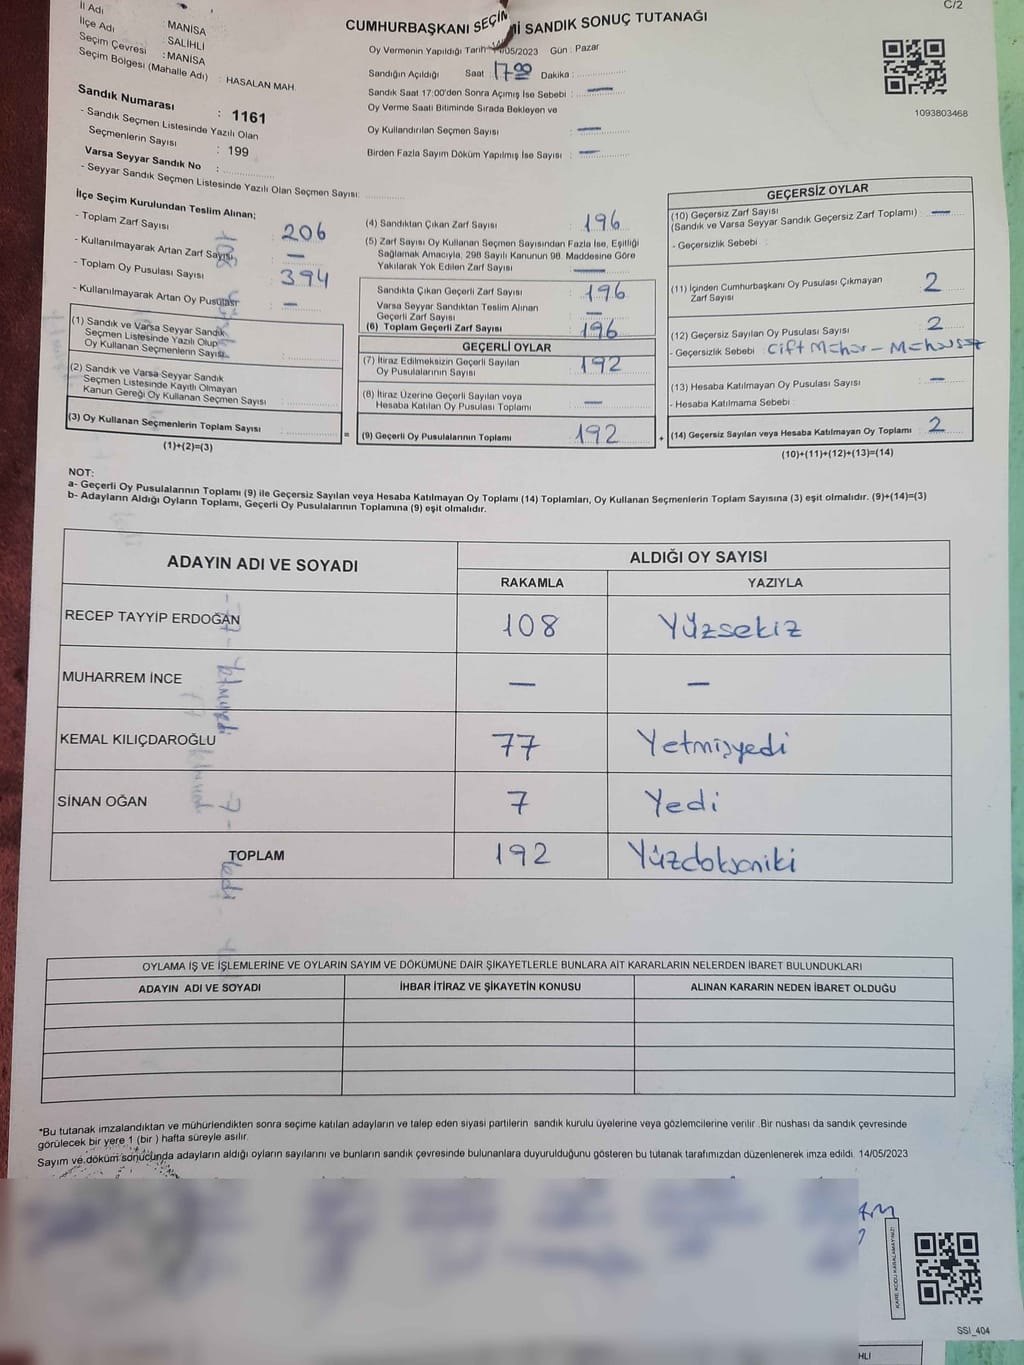 C/2
İl Adı : MANİSA
İlçe Adı : SALİHLİ
Seçim Çevresi : MANİSA
Seçim Bölgesi (Mahalle Adı) : HASALAN MAH.
Sandık Numarası : 1161
- Sandık Seçmen Listesinde Yazılı Olan
Seçmenlerin Sayısı : 199
Varsa Seyyar Sandık No :
- Seyyar Sandık Seçmen Listesinde Yazılı Olan Seçmen Sayısı:
CUMHURBAŞKANI SEÇİMİ SANDIK SONUÇ TUTANAĞI
Oy Vermenin Yapıldığı Tarih /05/2023 Gün : Pazar
Sandığın Açıldığı Saat 17 00 Dakika :
Sandık Saat 17:00'den Sonra Açımış İse Sebebi : —
Oy Verme Saati Bitiminde Sırada Bekleyen ve
Oy Kullandırılan Seçmen Sayısı : —
Birden Fazla Sayım Döküm Yapılmış İse Sayısı : —
1093803468
İlçe Seçim Kurulundan Teslim Alınan;
- Toplam Zarf Sayısı : 206
- Kullanılmayarak Artan Zarf Sayısı : —
- Toplam Oy Pusulası Sayısı : 394
- Kullanılmayarak Artan Oy Pusulası : —
(1) Sandık ve Varsa Seyyar Sandık
Seçmen Listesinde Yazılı Olup
Oy Kullanan Seçmenlerin Sayısı :
(2) Sandık ve Varsa Seyyar Sandık
Seçmen Listesinde Kayıtlı Olmayan
Kanun Gereği Oy Kullanan Seçmen Sayısı :
(3) Oy Kullanan Seçmenlerin Toplam Sayısı :
(1)+(2)=(3)
=
(4) Sandıktan Çıkan Zarf Sayısı : 196
(5) Zarf Sayısı Oy Kullanan Seçmen Sayısından Fazla İse, Eşitliği
Sağlamak Amacıyla, 298 Sayılı Kanunun 98. Maddesine Göre
Yakılarak Yok Edilen Zarf Sayısı : —
Sandıkta Çıkan Geçerli Zarf Sayısı : 196
Varsa Seyyar Sandıktan Teslim Alınan
Geçerli Zarf Sayısı : —
(6) Toplam Geçerli Zarf Sayısı : 196
GEÇERLİ OYLAR
(7) İtiraz Edilmeksizin Geçerli Sayılan
Oy Pusulalarının Sayısı : 192
(8) İtiraz Üzerine Geçerli Sayılan veya
Hesaba Katılan Oy Pusulası Toplamı : —
(9) Geçerli Oy Pusulalarının Toplamı : 192
+
GEÇERSİZ OYLAR
(10) Geçersiz Zarf Sayısı
(Sandık ve Varsa Seyyar Sandık Geçersiz Zarf Toplamı) : —
- Geçersizlik Sebebi :
(11) İçinden Cumhurbaşkanı Oy Pusulası Çıkmayan
Zarf Sayısı : 2
(12) Geçersiz Sayılan Oy Pusulası Sayısı : 2
- Geçersizlik Sebebi : Çift Mühür -
(13) Hesaba Katılmayan Oy Pusulası Sayısı : —
- Hesaba Katılmama Sebebi :
(14) Geçersiz Sayılan veya Hesaba Katılmayan Oy Toplamı : 2
(10)+(11)+(12)+(13)=(14)
NOT:
a- Geçerli Oy Pusulalarının Toplamı (9) ile Geçersiz Sayılan veya Hesaba Katılmayan Oy Toplamı (14) Toplamları, Oy Kullanan Seçmenlerin Toplam Sayısına (3) eşit olmalıdır. (9)+(14)=(3)
b- Adayların Aldığı Oyların Toplamı, Geçerli Oy Pusulalarının Toplamına (9) eşit olmalıdır.
ADAYIN ADI VE SOYADI ALDIĞI OY SAYISI
RAKAMLA YAZIYLA
RECEP TAYYİP ERDOĞAN 108 Yüzsekiz
MUHARREM İNCE — —
KEMAL KILIÇDAROĞLU 77 Yetmişyedi
SİNAN OĞAN 7 Yedi
TOPLAM 192 Yüzdoksaniki
OYLAMA İŞ VE İŞLEMLERİNE VE OYLARIN SAYIM VE DÖKÜMÜNE DAİR ŞİKAYETLERLE BUNLARA AİT KARARLARIN NELERDEN İBARET BULUNDUKLARI
ADAYIN ADI VE SOYADI İHBAR İTİRAZ VE ŞİKAYETİN KONUSU ALINAN KARARIN NEDEN İBARET OLDUĞU
*Bu tutanak imzalandıktan ve mühürlendikten sonra seçime katılan adayların ve talep eden siyasi partilerin sandık kurulu üyelerine veya gözlemcilerine verilir .Bir nüshası da sandık çevresinde
görülecek bir yere 1 (bir ) hafta süreyle asılır.
Sayım ve döküm sonucunda adayların aldığı oyların sayılarını ve bunların sandık çevresinde bulunanlara duyurulduğunu gösteren bu tutanak tarafımızdan düzenlenerek imza edildi. 14/05/2023
KARE KODU KARALAMAYINIZ!
SSI_404
HLİ